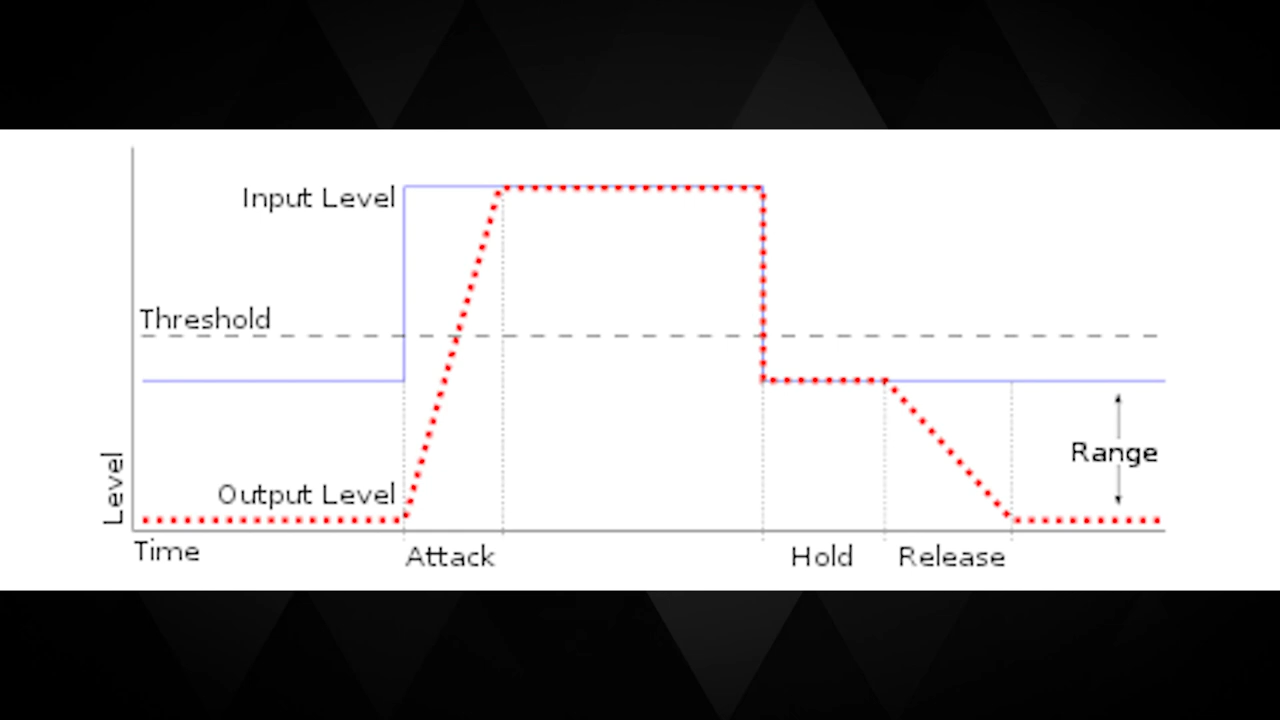 Input Level
Threshold
Range
Level
Output Level
Time
Attack
Hold
Release